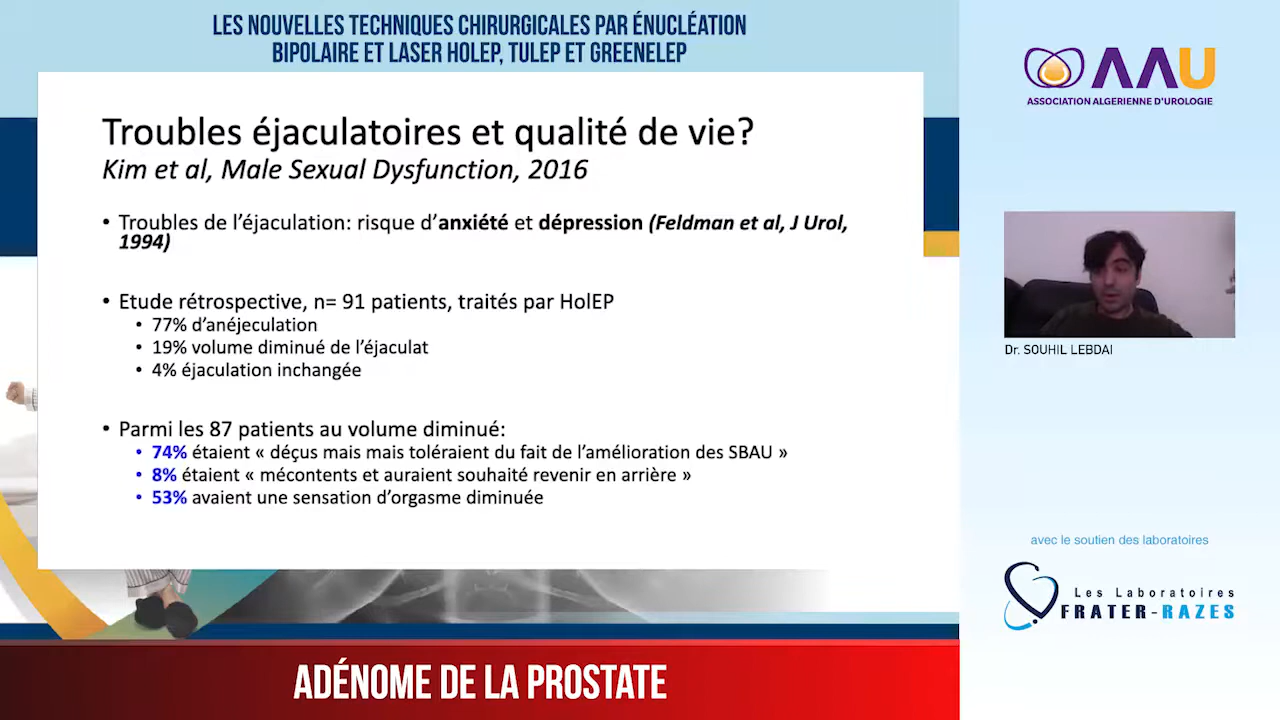 LES NOUVELLES TECHNIQUES CHIRURGICALES PAR ÉNUCLÉATION
BIPOLAIRE ET LASER HOLEP, TULEP ET GREENELEP
Troubles éjaculatoires et qualité de vie?
Kim et al, Male Sexual Dysfunction, 2016
• Troubles de l'éjaculation: risque d'anxiété et dépression (Feldman et al, J Urol,
1994)
• Etude rétrospective, n= 91 patients, traités par HolEP
• 77% d'anéjeculation
• 19% volume diminué de l'éjaculat
• 4% éjaculation inchangée
• Parmi les 87 patients au volume diminué:
• 74% étaient « déçus mais mais toléraient du fait de l'amélioration des SBAU »
• 8% étaient « mécontents et auraient souhaité revenir en arrière »
• 53% avaient une sensation d'orgasme diminuée
ADÉNOME DE LA PROSTATE
AAU
ASSOCIATION ALGERIENNE D'UROLOGIE
Dr. SOUHIL LEBDAI
avec le soutien des laboratoires
Les Laboratoires
FRATER-RAZES